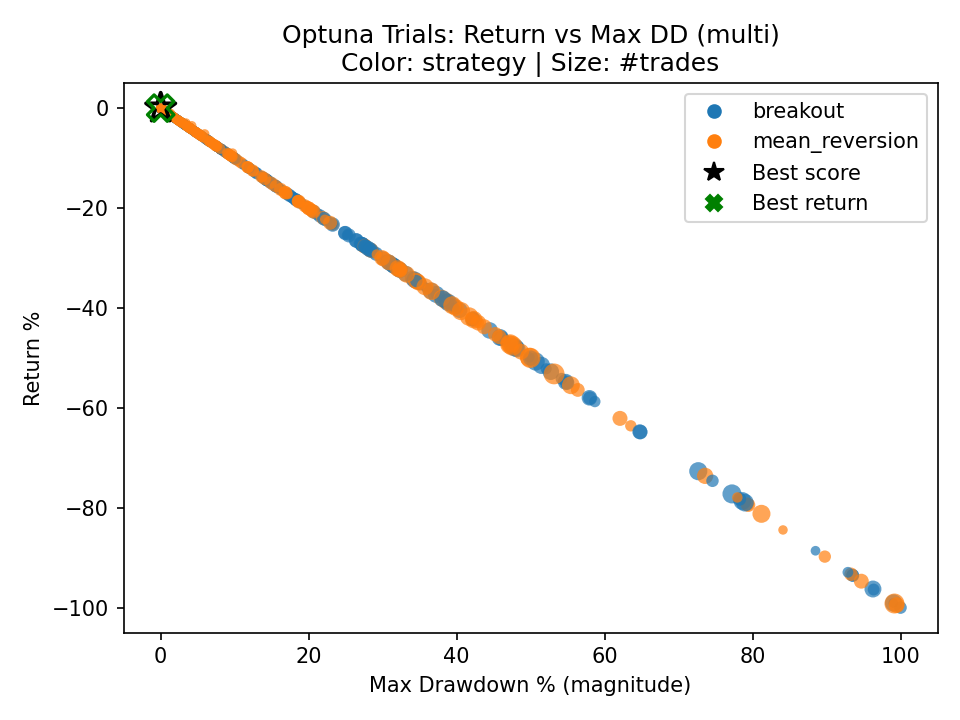 Optuna Trials: Return vs Max DD (multi)
Color: strategy | Size: #trades
breakout
mean_reversion
Best score
Best return
Return %
0
−20
−40
−60
−80
−100
0 20 40 60 80 100
Max Drawdown % (magnitude)